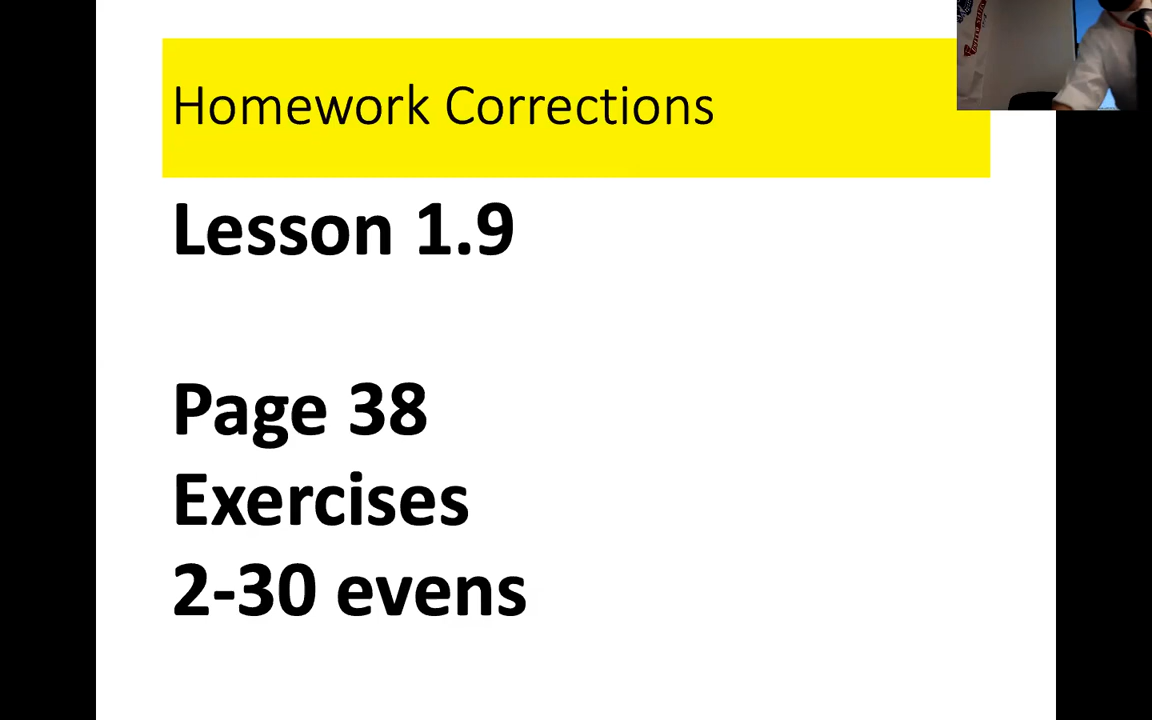 Homework Corrections
Lesson 1.9
Page 38
Exercises
2-30 evens